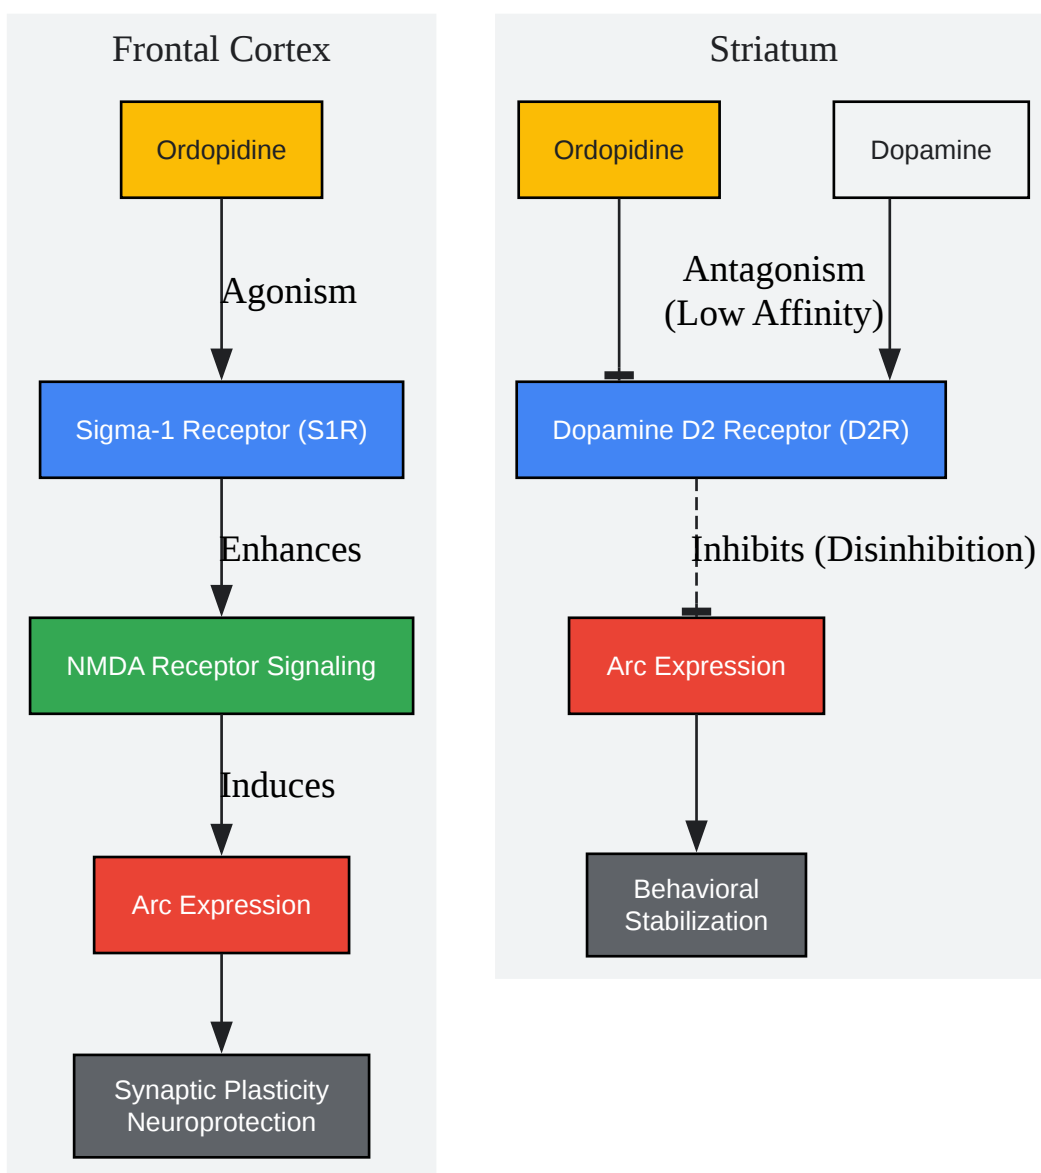 Frontal Cortex
Ordopidine
Agonism
Sigma-1 Receptor (S1R)
Enhances
NMDA Receptor Signaling
Induces
Arc Expression
Synaptic Plasticity
Neuroprotection
Striatum
Ordopidine
Dopamine
Antagonism
(Low Affinity)
Dopamine D2 Receptor (D2R)
Inhibits (Disinhibition)
Arc Expression
Behavioral
Stabilization